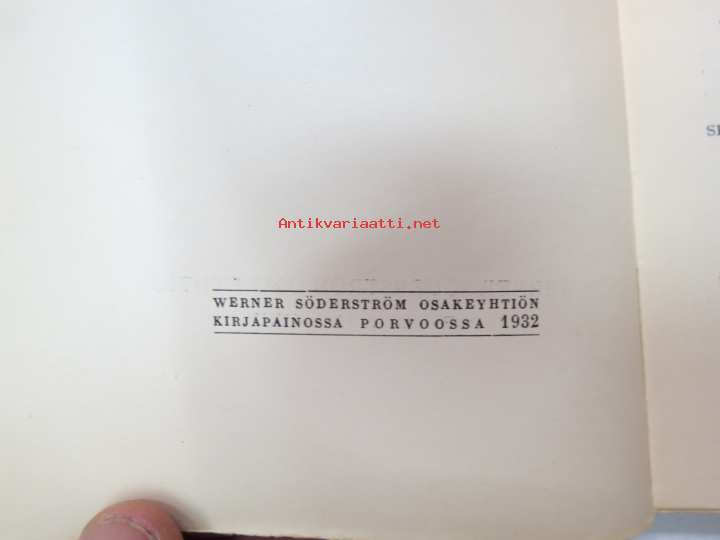 Antikvariaatti.net
WERNER SÖDERSTRÖM OSAKEYHTIÖN
KIRJAPAINOSSA PORVOOSSA 1932